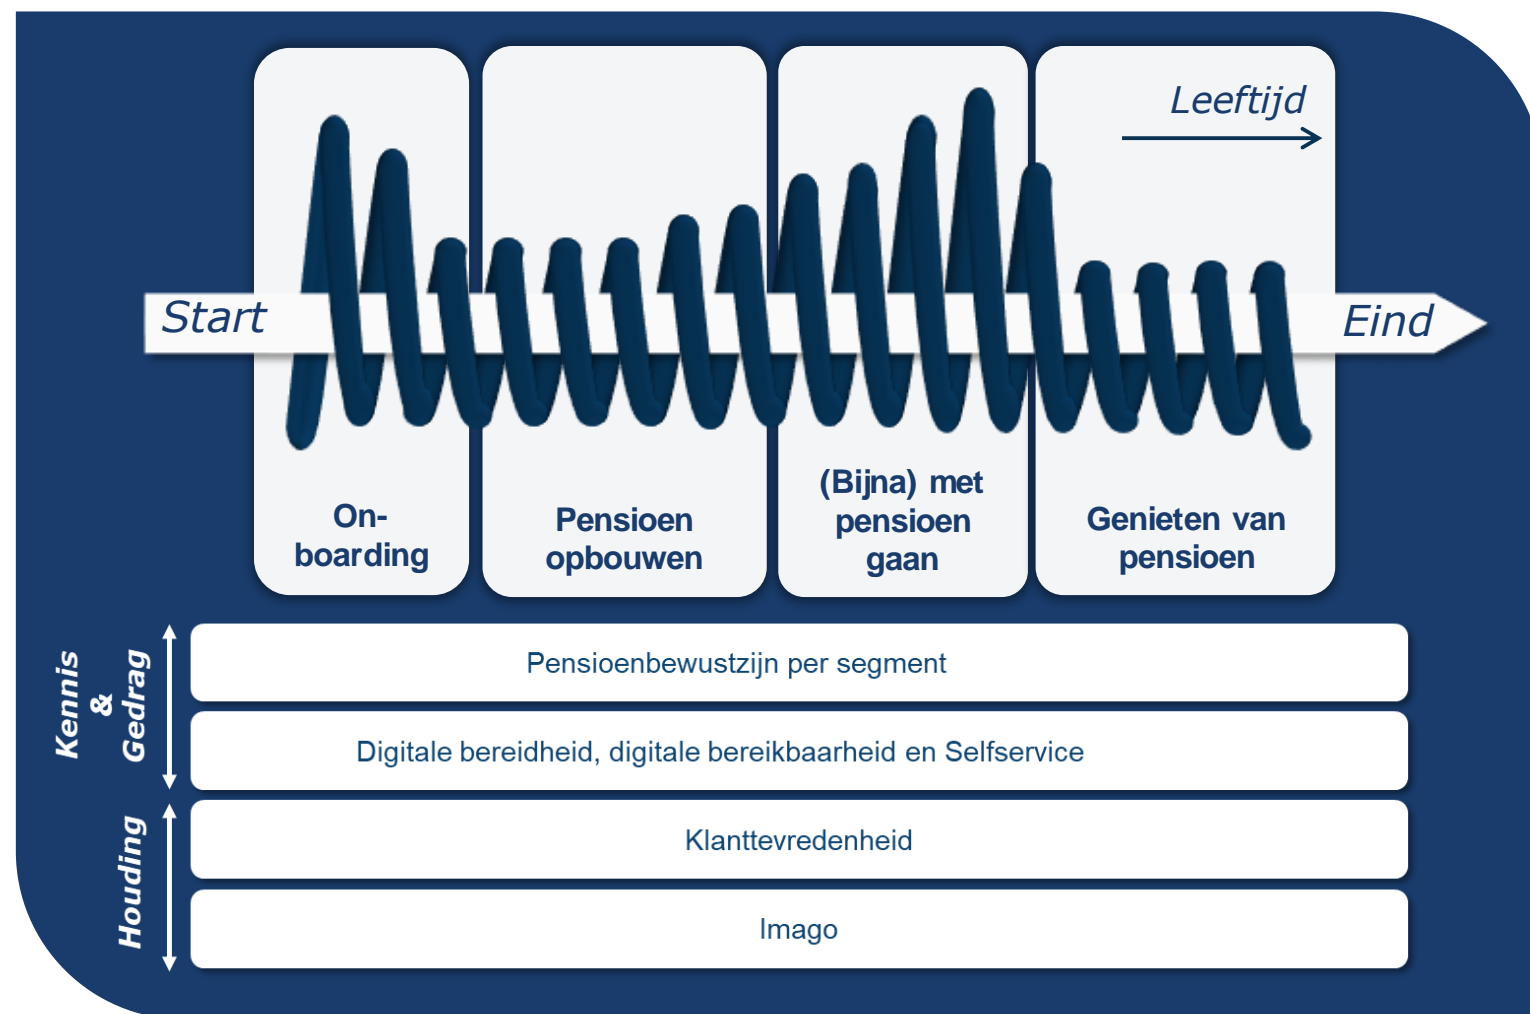 Leeftijd
Start
Eind
On-
boarding
Pensioen
opbouwen
(Bijna) met
pensioen
gaan
Genieten van
pensioen
Kennis
&
Gedrag
Pensioenbewustzijn per segment
Digitale bereidheid, digitale bereikbaarheid en Selfservice
Houding
Klanttevredenheid
Imago